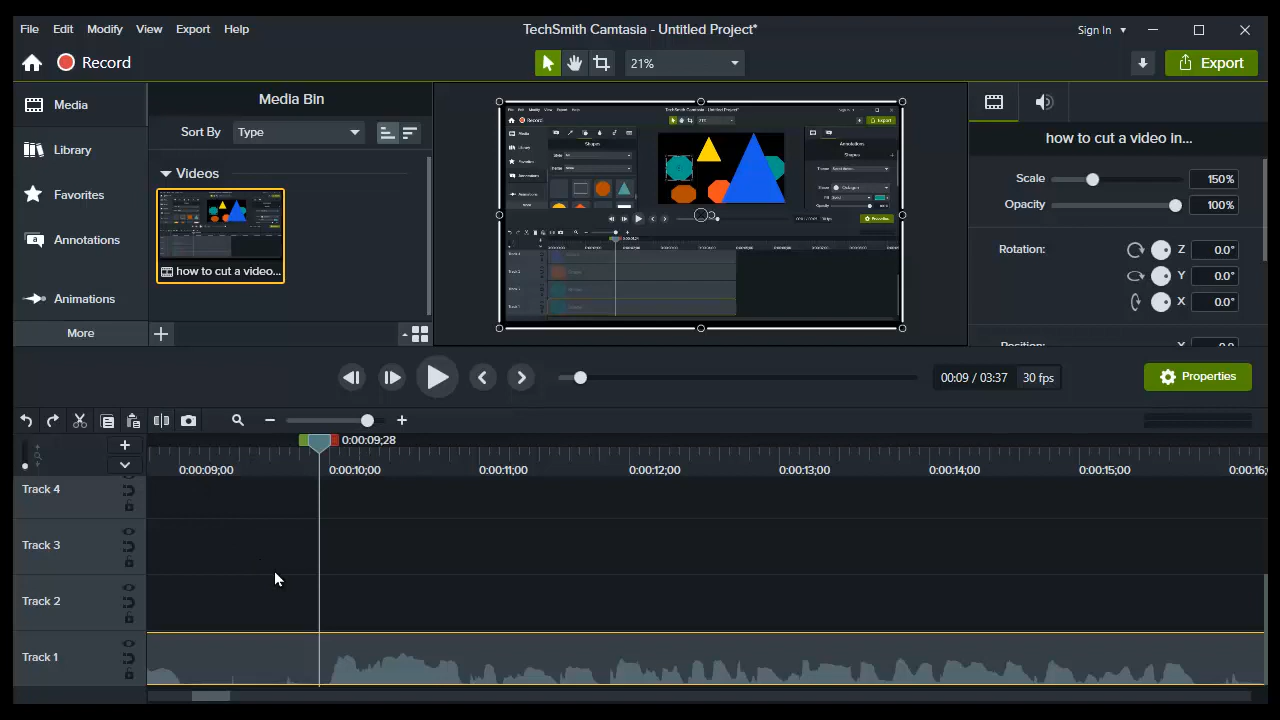 File Edit Modify View Export Help
TechSmith Camtasia - Untitled Project*
Sign In
Record
21%
Export
Media
Library
Favorites
Annotations
Animations
More
Media Bin
Sort By Type
Videos
how to cut a video...
how to cut a video in...
Scale 150%
Opacity 100%
Rotation: Z 0.0°
Y 0.0°
X 0.0°
00:09 / 03:37 30 fps
Properties
0:00:09;28
0:00:09;00 0:00:10;00 0:00:11;00 0:00:12;00 0:00:13;00 0:00:14;00 0:00:15;00 0:00:16;
Track 4
Track 3
Track 2
Track 1